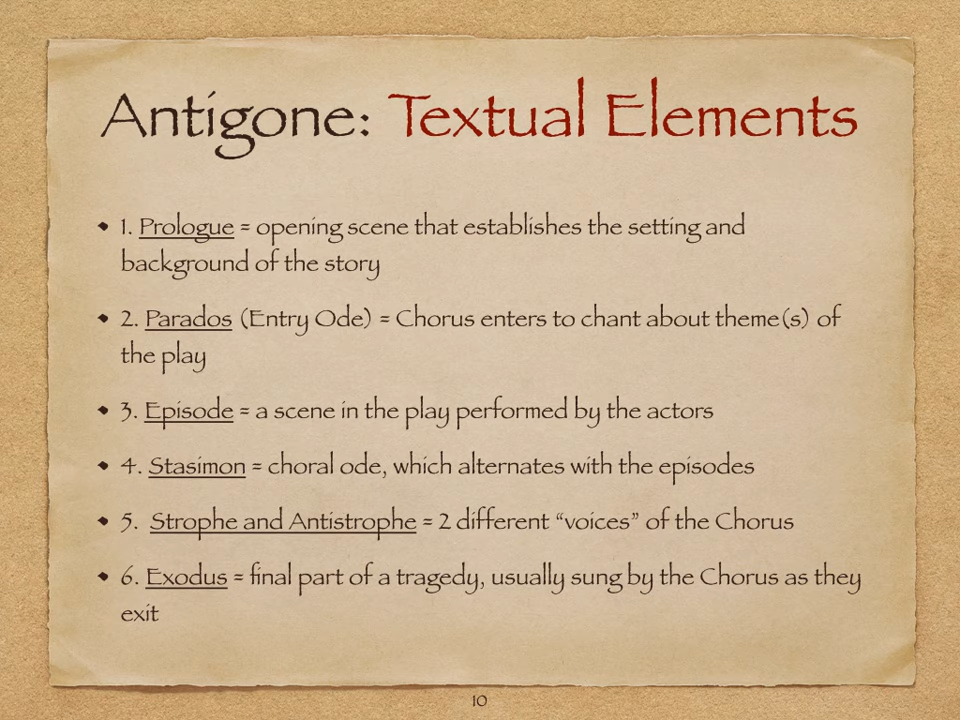 Antigone: Textual Elements
• 1. Prologue = opening scene that establishes the setting and
background of the story
• 2. Parados (Entry Ode) = Chorus enters to chant about theme(s) of
the play
• 3. Episode = a scene in the play performed by the actors
• 4. Stasimon = choral ode, which alternates with the episodes
• 5. Strophe and Antistrophe = 2 different “voices” of the Chorus
• 6. Exodus = final part of a tragedy, usually sung by the Chorus as they
exit
10